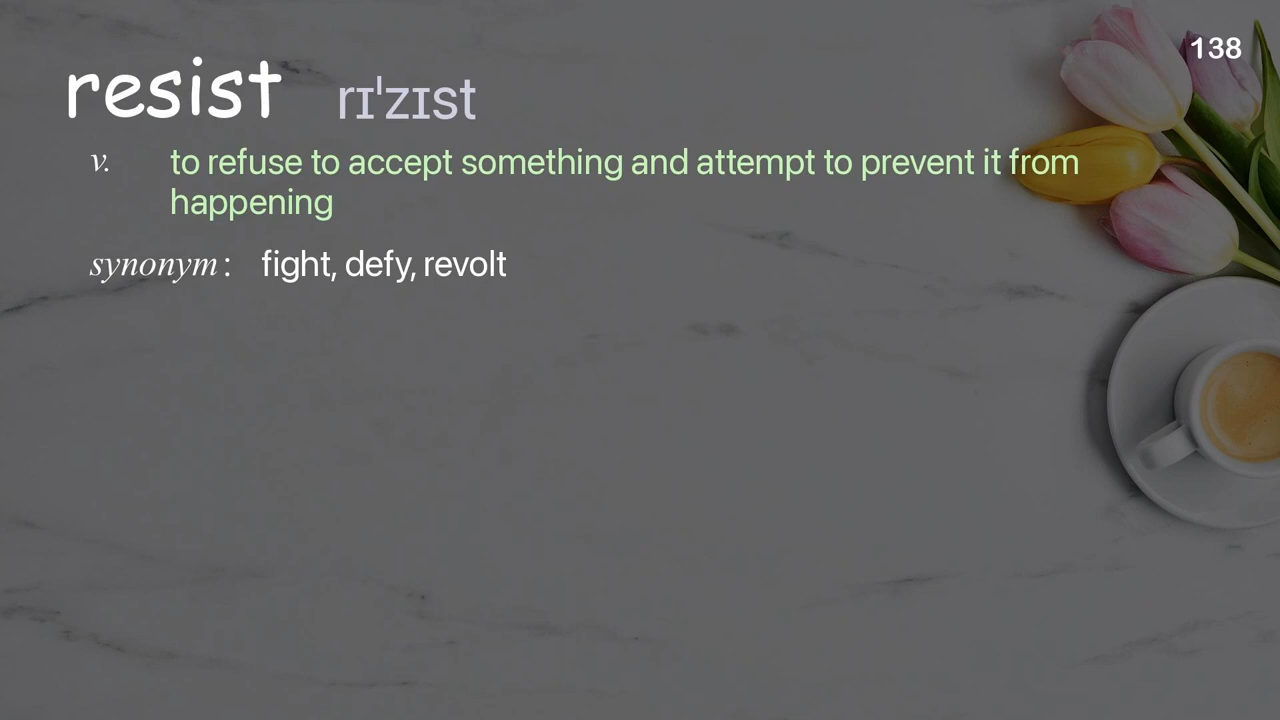 138
resist rɪˈzɪst
v. to refuse to accept something and attempt to prevent it from
happening
synonym : fight, defy, revolt